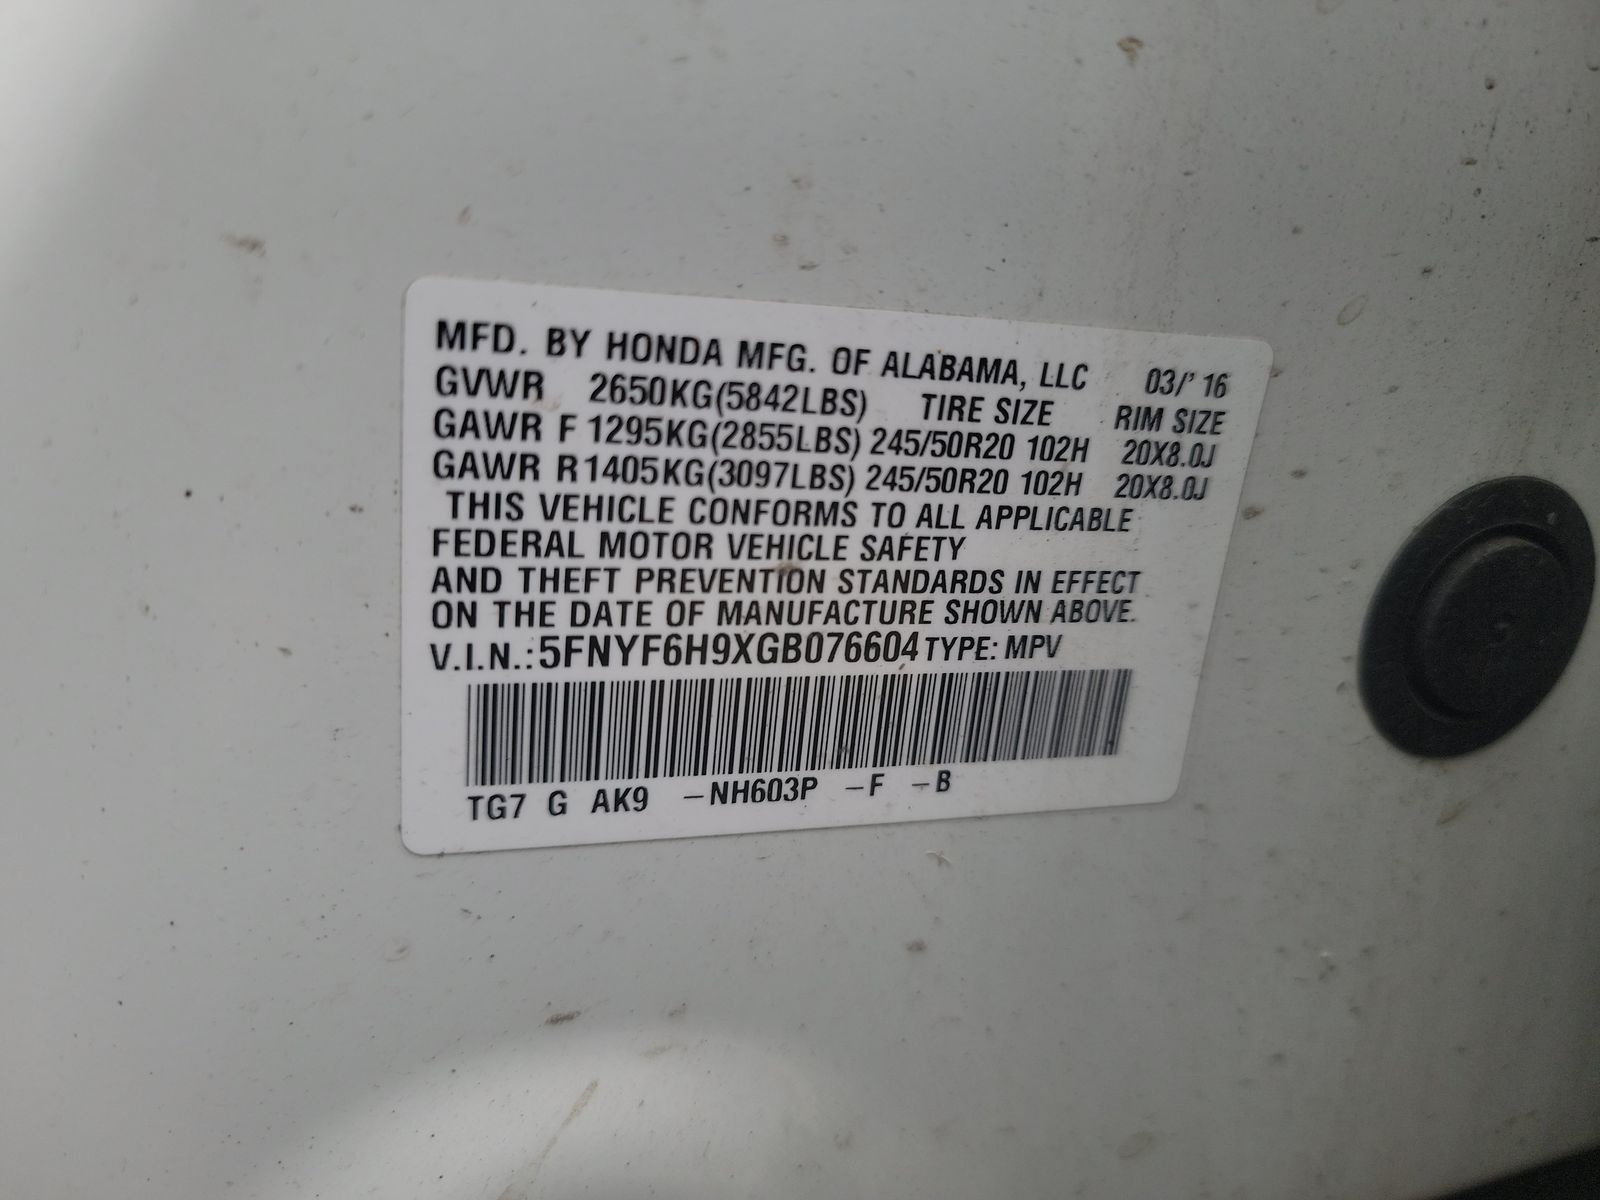 MFD. BY HONDA MFG. OF ALABAMA, LLC 03/' 16
GVWR 2650KG(5842LBS) TIRE SIZE RIM SIZE
GAWR F 1295KG(2855LBS) 245/50R20 102H 20X8.0J
GAWR R1405KG(3097LBS) 245/50R20 102H 20X8.0J
THIS VEHICLE CONFORMS TO ALL APPLICABLE
FEDERAL MOTOR VEHICLE SAFETY
AND THEFT PREVENTION STANDARDS IN EFFECT
ON THE DATE OF MANUFACTURE SHOWN ABOVE.
V.I.N.:5FNYF6H9XGB076604 TYPE: MPV
TG7 G AK9 -NH603P -F -B